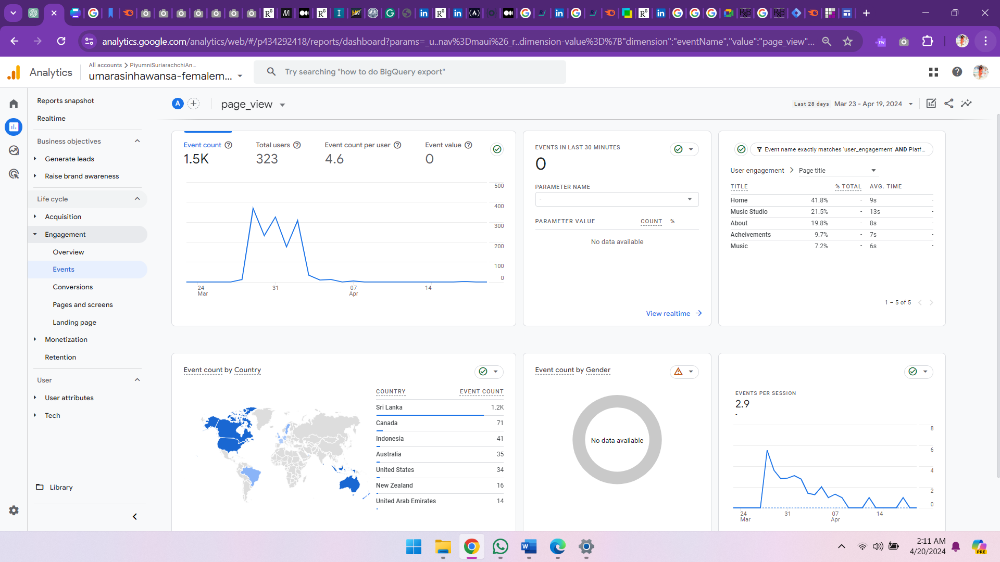 analytics.google.com/analytics/web/#/p434292418/reports/dashboard?params=_u..nav%3Dmaui%26_r..dimension-value%3D%7B"dimension":"eventName","value":"page_view"...
Analytics
All accounts > PiyumniSuriarachchiAn...
umarasinhawansa-femalem...
Try searching "how to do BigQuery export"
Reports snapshot
Realtime
Business objectives
Generate leads
Raise brand awareness
Life cycle
Acquisition
Engagement
Overview
Events
Conversions
Pages and screens
Landing page
Monetization
Retention
User
User attributes
Tech
Library
A
page_view
Last 28 days Mar 23 - Apr 19, 2024
Event count Total users Event count per user Event value
1.5K 323 4.6 0
500
400
300
200
100
0
24 31 07 14
Mar Apr
EVENTS IN LAST 30 MINUTES
0
PARAMETER NAME
-
PARAMETER VALUE COUNT %
No data available
View realtime
Event name exactly matches 'user_engagement' AND Platf...
User engagement > Page title
TITLE % TOTAL AVG. TIME
Home 41.8% - 9s -
Music Studio 21.5% - 13s -
About 19.8% - 8s -
Acheivements 9.7% - 7s -
Music 7.2% - 6s -
1 – 5 of 5
Event count by Country
COUNTRY EVENT COUNT
Sri Lanka 1.2K
Canada 71
Indonesia 41
Australia 35
United States 34
New Zealand 16
United Arab Emirates 14
Event count by Gender
No data available
EVENTS PER SESSION
2.9
-
8
6
4
2
0
24 31 07 14
Mar Apr
2:11 AM
4/20/2024
PRE